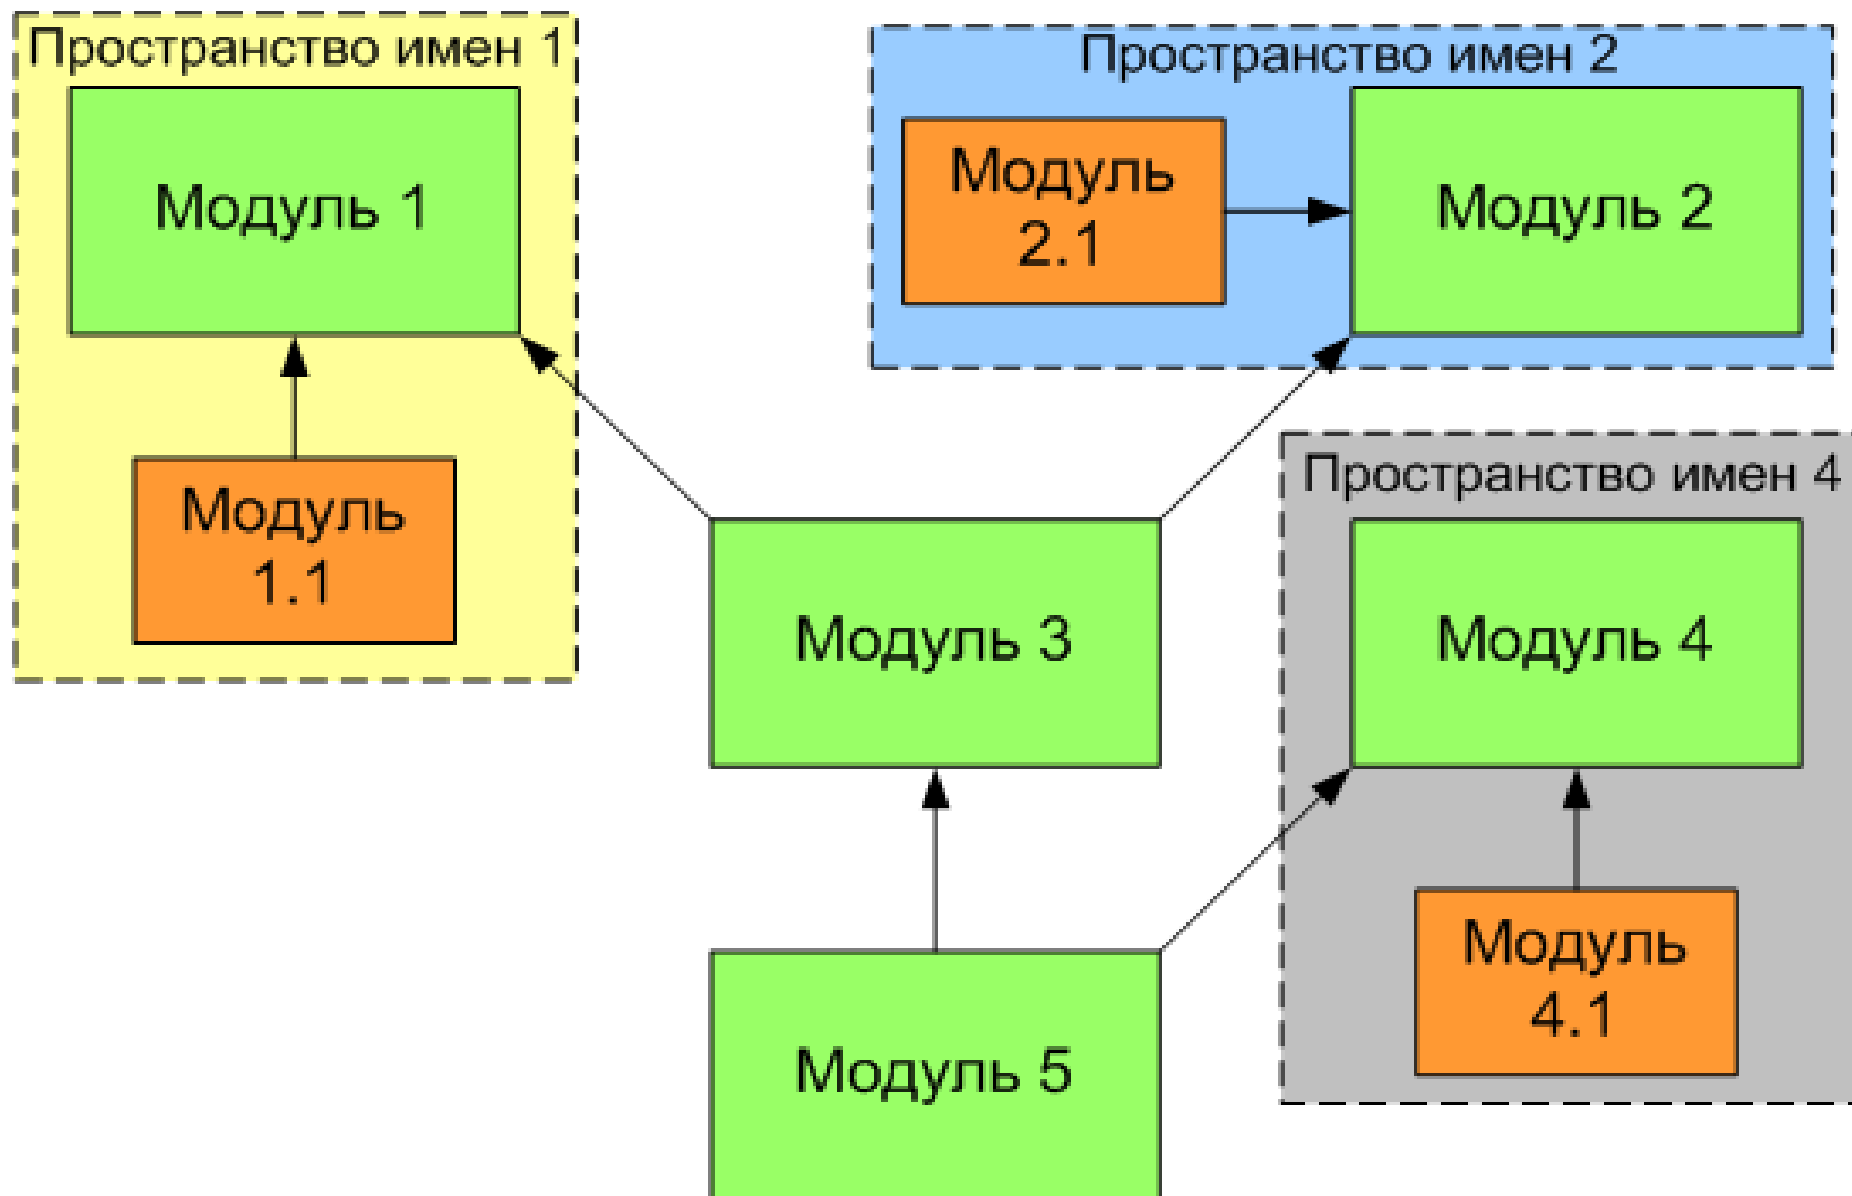 Пространство имен 1
Модуль 1
Модуль
1.1
Пространство имен 2
Модуль
2.1
Модуль 2
Модуль 3
Пространство имен 4
Модуль 4
Модуль
4.1
Модуль 5